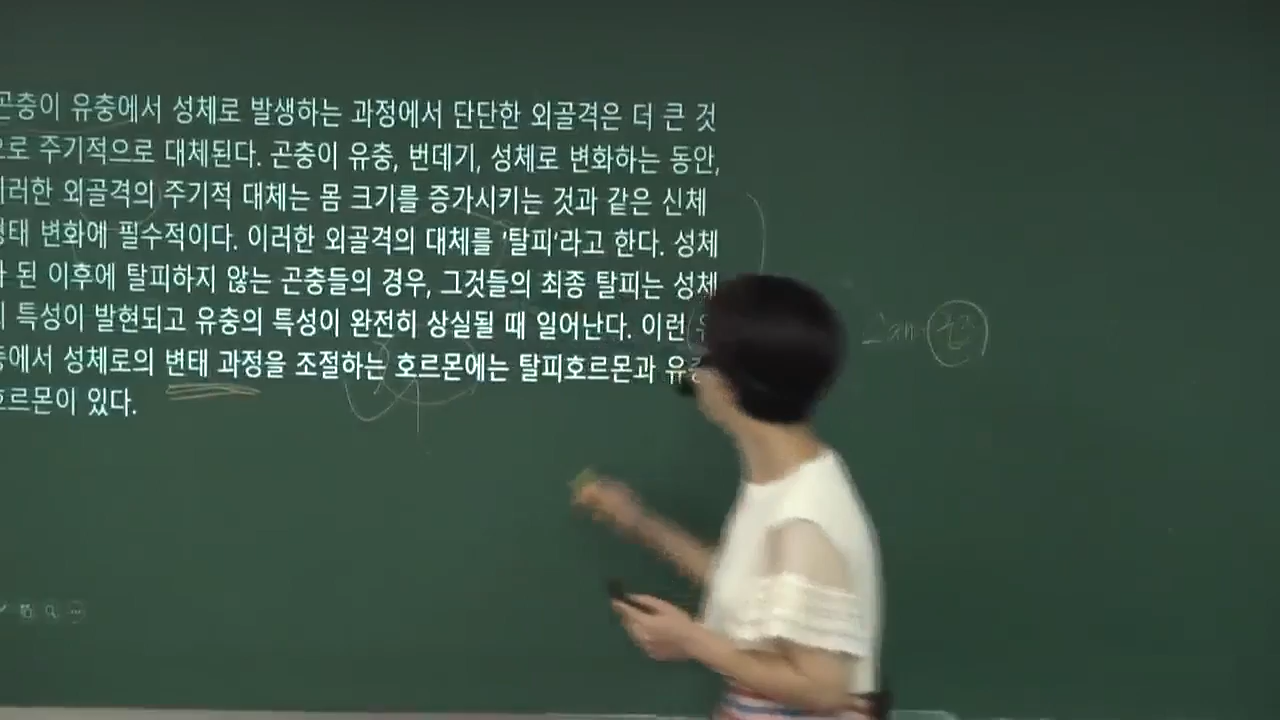 곤충이 유충에서 성체로 발생하는 과정에서 단단한 외골격은 더 큰 것
으로 주기적으로 대체된다. 곤충이 유충, 번데기, 성체로 변화하는 동안,
이러한 외골격의 주기적 대체는 몸 크기를 증가시키는 것과 같은 신체
형태 변화에 필수적이다. 이러한 외골격의 대체를 '탈피'라고 한다. 성체
가 된 이후에 탈피하지 않는 곤충들의 경우, 그것들의 최종 탈피는 성체
의 특성이 발현되고 유충의 특성이 완전히 상실될 때 일어난다. 이런 유
충에서 성체로의 변태 과정을 조절하는 호르몬에는 탈피호르몬과 유충
호르몬이 있다.